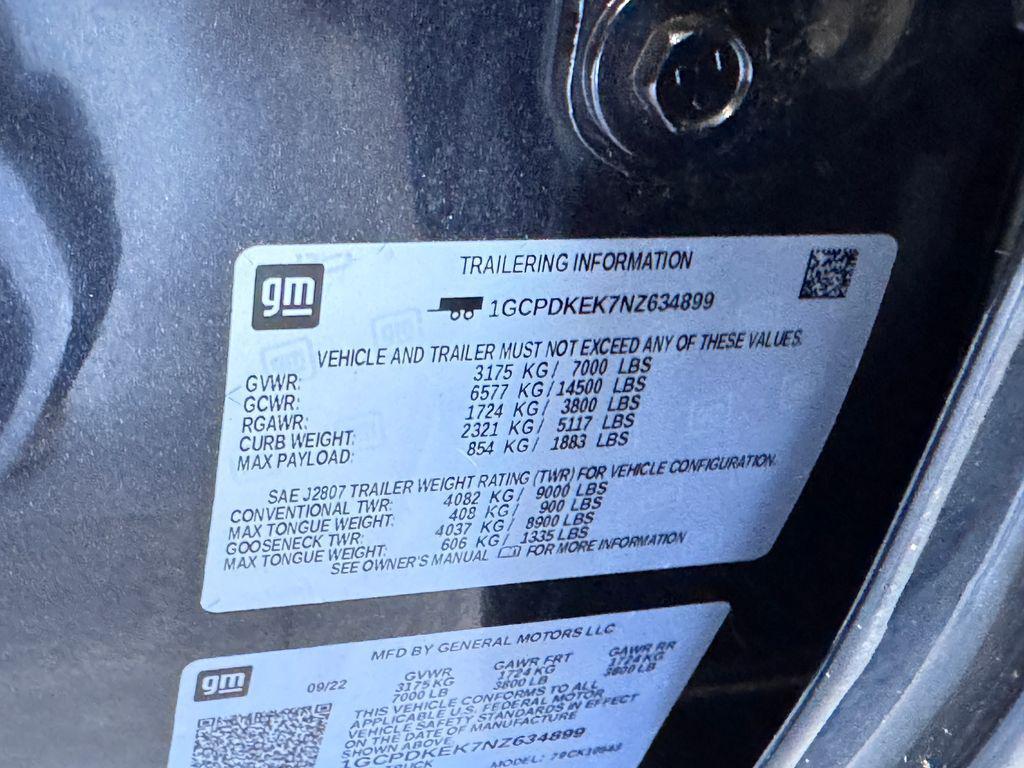 gm
TRAILERING INFORMATION
1GCPDKEK7NZ634899
VEHICLE AND TRAILER MUST NOT EXCEED ANY OF THESE VALUES.
GVWR: 3175 KG/ 7000 LBS
GCWR: 6577 KG/14500 LBS
RGAWR: 1724 KG/ 3800 LBS
CURB WEIGHT: 2321 KG/ 5117 LBS
MAX PAYLOAD: 854 KG/ 1883 LBS
SAE J2807 TRAILER WEIGHT RATING (TWR) FOR VEHICLE CONFIGURATION.
CONVENTIONAL TWR: 4082 KG/ 9000 LBS
MAX TONGUE WEIGHT: 408 KG/ 900 LBS
GOOSENECK TWR: 4037 KG/ 8900 LBS
MAX TONGUE WEIGHT: 606 KG/ 1335 LBS
SEE OWNER'S MANUAL FOR MORE INFORMATION
gm
MFD BY GENERAL MOTORS LLC
09/22
GVWR GAWR FRT GAWR RR
3175 KG 1724 KG 1724 KG
7000 LB 3800 LB 3800 LB
THIS VEHICLE CONFORMS TO ALL
APPLICABLE U.S. FEDERAL MOTOR
VEHICLE SAFETY STANDARDS IN EFFECT
ON THE DATE OF MANUFACTURE
SHOWN ABOVE.
1GCPDKEK7NZ634899
TRUCK MODEL: